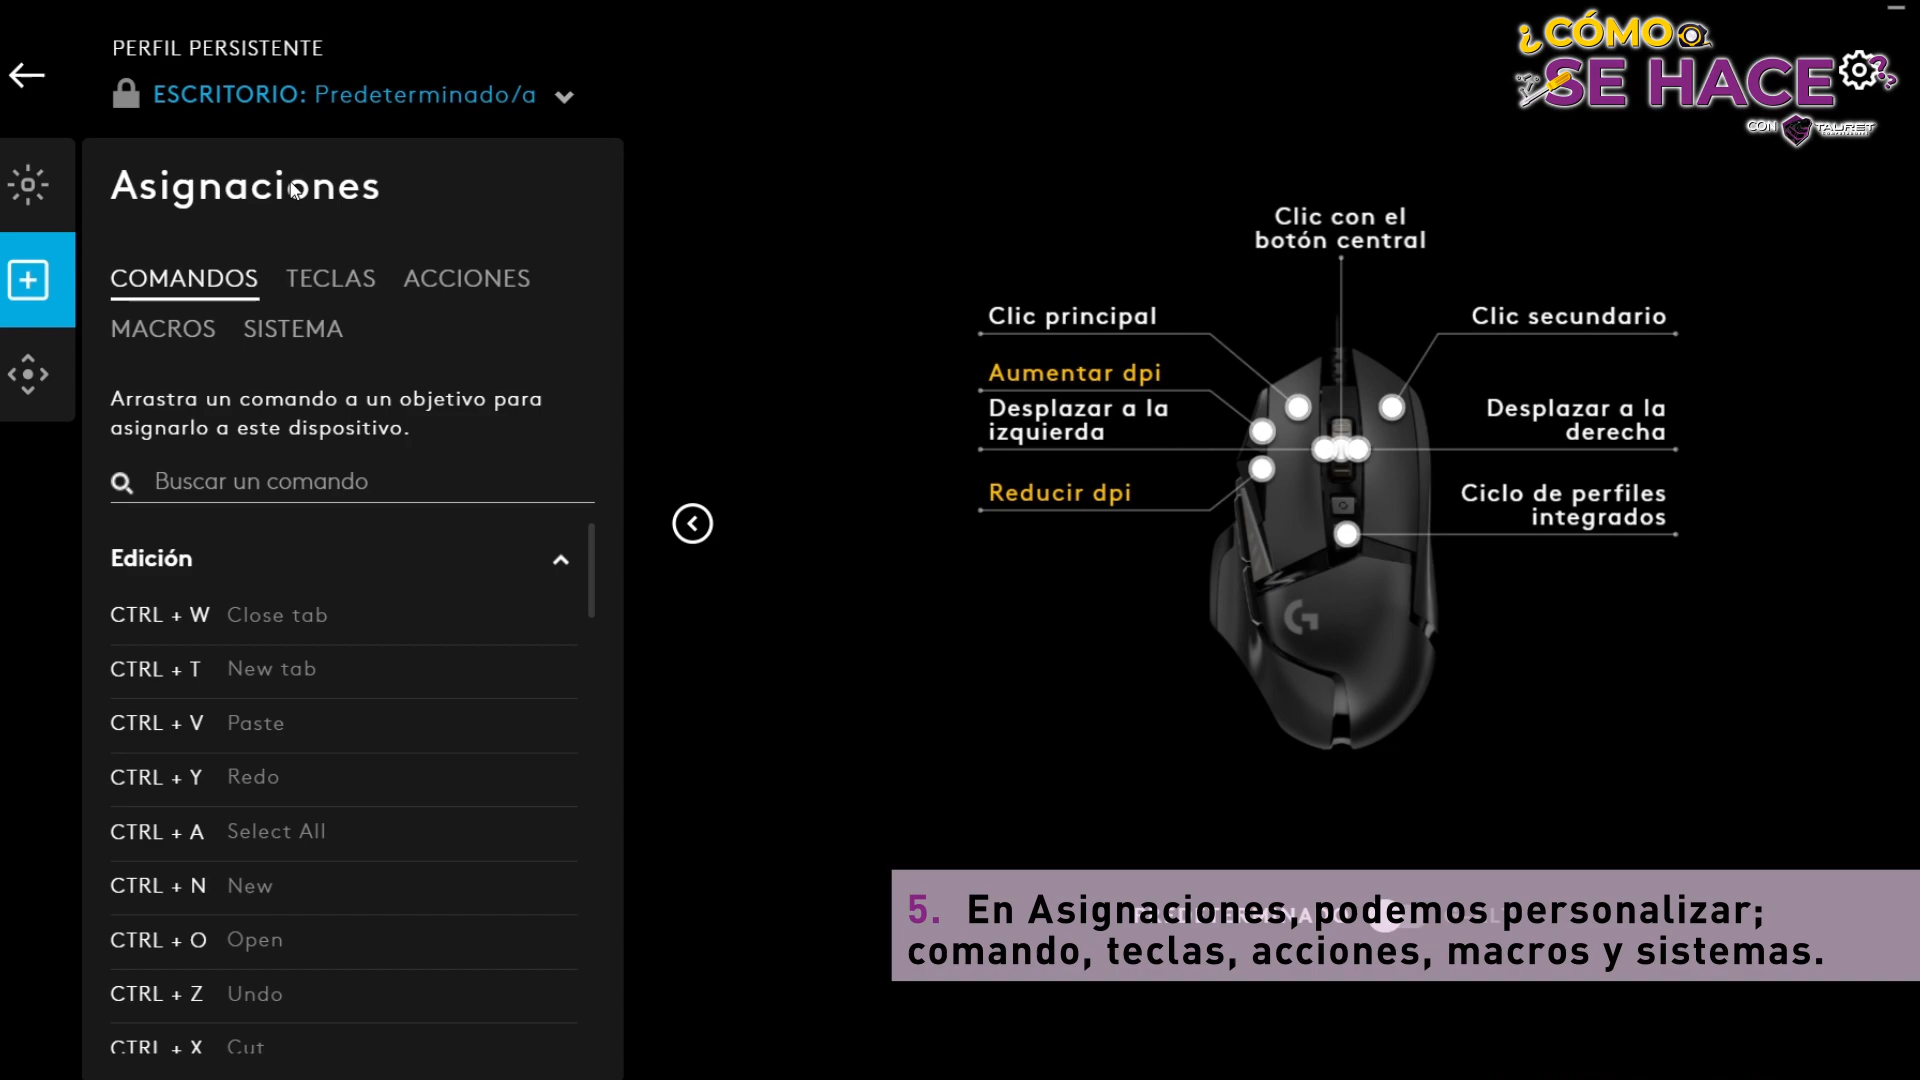 PERFIL PERSISTENTE
ESCRITORIO: Predeterminado/a
¿CÓMO
SE HACE?
CON TAURET
Asignaciones
COMANDOS TECLAS ACCIONES
MACROS SISTEMA
Arrastra un comando a un objetivo para
asignarlo a este dispositivo.
Buscar un comando
Edición
CTRL + W Close tab
CTRL + T New tab
CTRL + V Paste
CTRL + Y Redo
CTRL + A Select All
CTRL + N New
CTRL + O Open
CTRL + Z Undo
CTRL + X Cut
Clic con el
botón central
Clic principal
Clic secundario
Aumentar dpi
Desplazar a la
izquierda
Desplazar a la
derecha
Reducir dpi
Ciclo de perfiles
integrados
5. En Asignaciones, podemos personalizar;
comando, teclas, acciones, macros y sistemas.